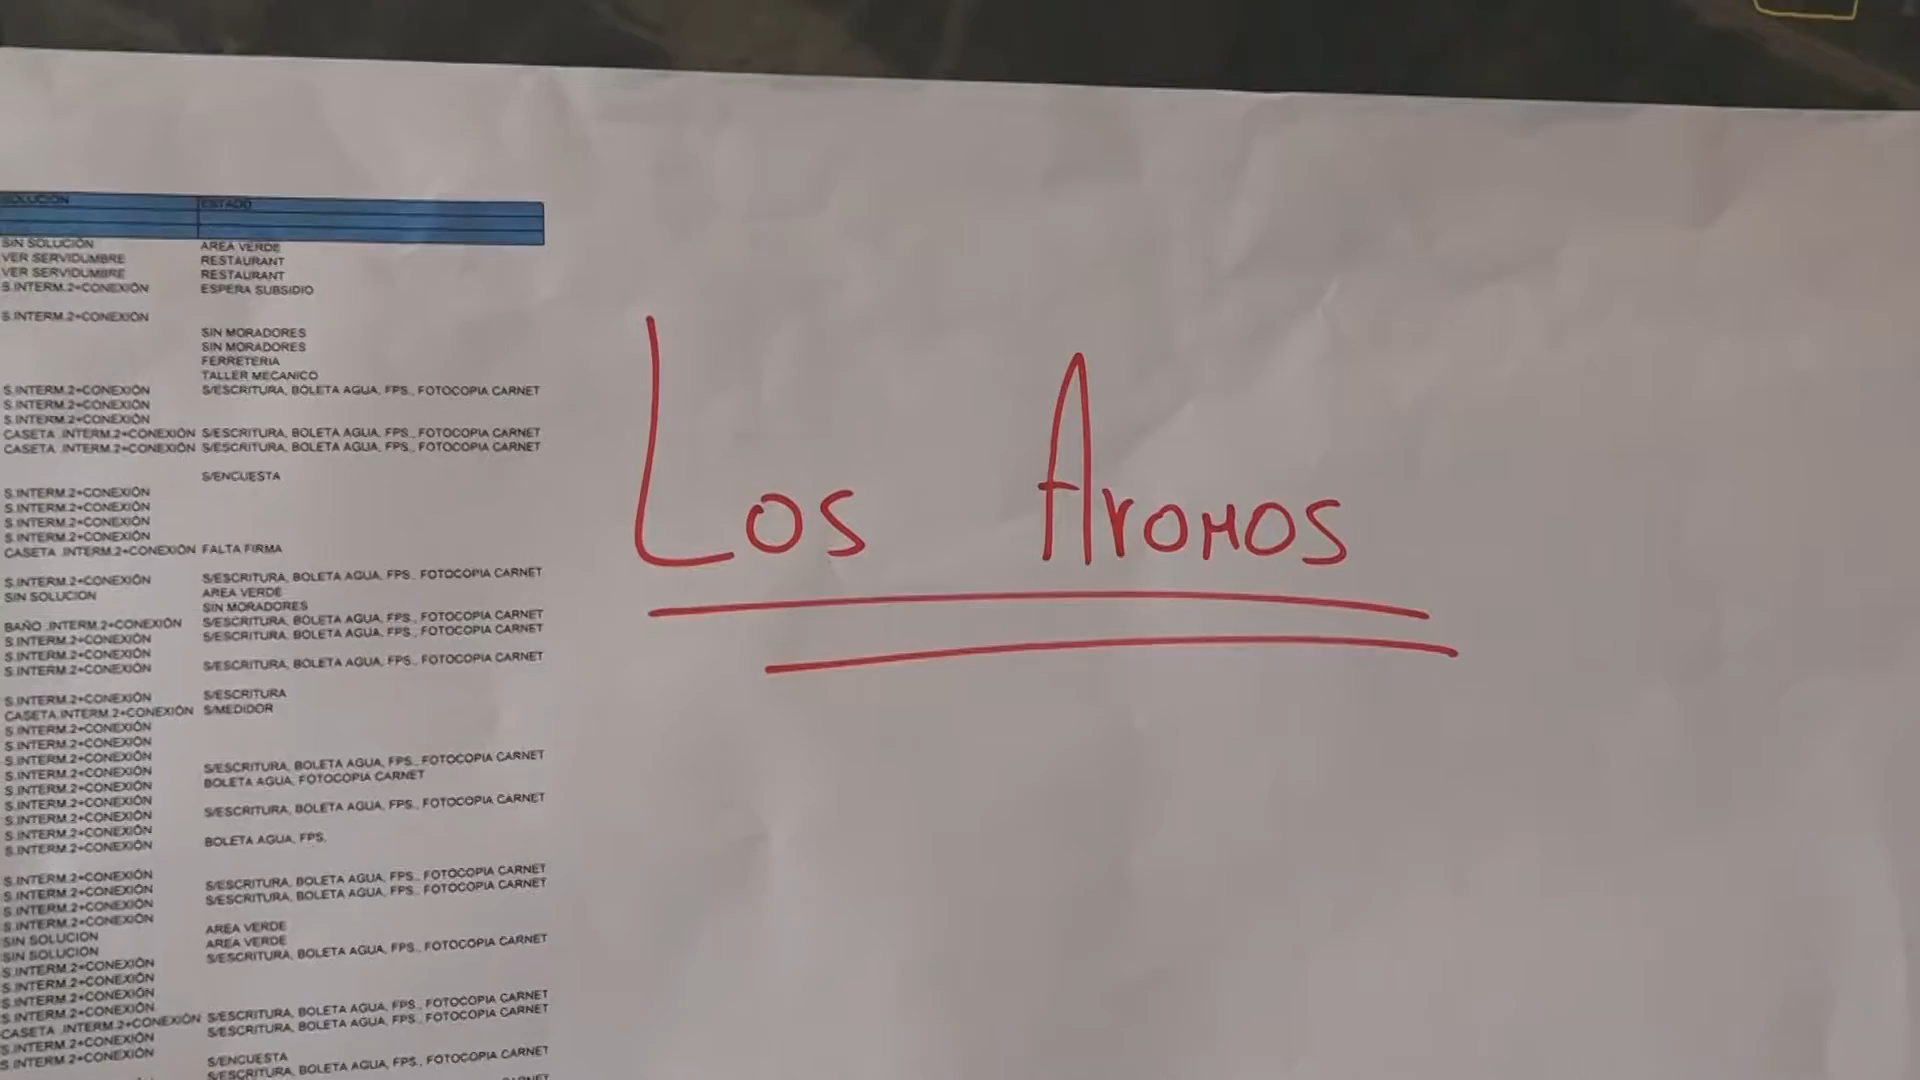 SOLUCIÓN ESTADO
SIN SOLUCIÓN AREA VERDE
VER SERVIDUMBRE RESTAURANT
VER SERVIDUMBRE RESTAURANT
S.INTERM.2+CONEXIÓN ESPERA SUBSIDIO
S.INTERM.2+CONEXIÓN
SIN MORADORES
SIN MORADORES
FERRETERIA
TALLER MECANICO
S.INTERM.2+CONEXIÓN S/ESCRITURA, BOLETA AGUA, FPS., FOTOCOPIA CARNET
S.INTERM.2+CONEXIÓN
S.INTERM.2+CONEXIÓN
CASETA .INTERM.2+CONEXIÓN S/ESCRITURA, BOLETA AGUA, FPS., FOTOCOPIA CARNET
CASETA .INTERM.2+CONEXIÓN S/ESCRITURA, BOLETA AGUA, FPS., FOTOCOPIA CARNET
S/ENCUESTA
S.INTERM.2+CONEXIÓN
S.INTERM.2+CONEXIÓN
S.INTERM.2+CONEXIÓN
S.INTERM.2+CONEXIÓN
CASETA .INTERM.2+CONEXIÓN FALTA FIRMA
S.INTERM.2+CONEXIÓN S/ESCRITURA, BOLETA AGUA, FPS., FOTOCOPIA CARNET
SIN SOLUCION AREA VERDE
SIN MORADORES
BAÑO .INTERM.2+CONEXIÓN S/ESCRITURA, BOLETA AGUA, FPS., FOTOCOPIA CARNET
S.INTERM.2+CONEXIÓN S/ESCRITURA, BOLETA AGUA, FPS., FOTOCOPIA CARNET
S.INTERM.2+CONEXIÓN
S.INTERM.2+CONEXIÓN S/ESCRITURA, BOLETA AGUA, FPS., FOTOCOPIA CARNET
S.INTERM.2+CONEXIÓN S/ESCRITURA
CASETA.INTERM.2+CONEXIÓN S/MEDIDOR
S.INTERM.2+CONEXIÓN
S.INTERM.2+CONEXIÓN
S.INTERM.2+CONEXIÓN S/ESCRITURA, BOLETA AGUA, FPS., FOTOCOPIA CARNET
S.INTERM.2+CONEXIÓN BOLETA AGUA, FOTOCOPIA CARNET
S.INTERM.2+CONEXIÓN
S.INTERM.2+CONEXIÓN S/ESCRITURA, BOLETA AGUA, FPS., FOTOCOPIA CARNET
S.INTERM.2+CONEXIÓN
S.INTERM.2+CONEXIÓN BOLETA AGUA, FPS.
S.INTERM.2+CONEXIÓN
S.INTERM.2+CONEXIÓN S/ESCRITURA, BOLETA AGUA, FPS., FOTOCOPIA CARNET
S.INTERM.2+CONEXIÓN S/ESCRITURA, BOLETA AGUA, FPS., FOTOCOPIA CARNET
S.INTERM.2+CONEXIÓN
SIN SOLUCION AREA VERDE
SIN SOLUCION AREA VERDE
S.INTERM.2+CONEXIÓN S/ESCRITURA, BOLETA AGUA, FPS., FOTOCOPIA CARNET
S.INTERM.2+CONEXIÓN
S.INTERM.2+CONEXIÓN
S.INTERM.2+CONEXIÓN
CASETA .INTERM.2+CONEXIÓN S/ESCRITURA, BOLETA AGUA, FPS., FOTOCOPIA CARNET
S.INTERM.2+CONEXIÓN S/ESCRITURA, BOLETA AGUA, FPS., FOTOCOPIA CARNET
S.INTERM.2+CONEXIÓN S/ENCUESTA
S/ESCRITURA, BOLETA AGUA, FPS., FOTOCOPIA CARNET
CARNET
Los Aromos